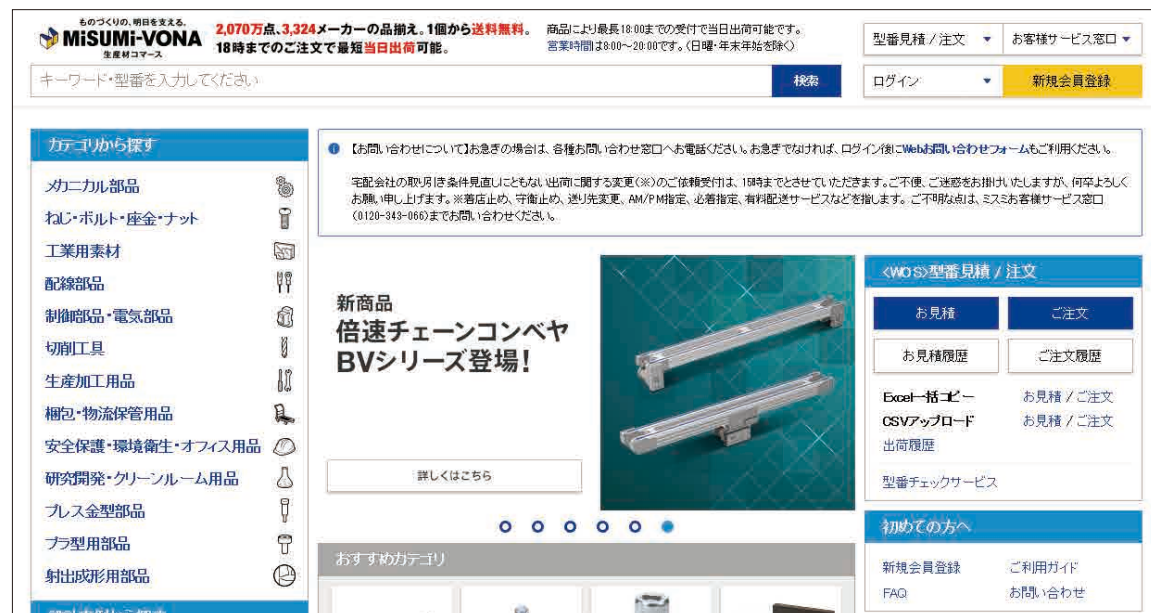 ものづくりの、明日を支える。
MiSUMi-VONA
生産材コマース
2,070万点、3,324メーカーの品揃え。1個から送料無料。
18時までのご注文で最短当日出荷可能。
商品により最長18:00までの受付で当日出荷可能です。
営業時間は8:00~20:00です。(日曜・年末年始を除く)
型番見積 / 注文
お客様サービス窓口
キーワード・型番を入力してください
検索
ログイン
新規会員登録
カテゴリから探す
メカニカル部品
ねじ・ボルト・座金・ナット
工業用素材
配線部品
制御部品・電気部品
切削工具
生産加工用品
梱包・物流保管用品
安全保護・環境衛生・オフィス用品
研究開発・クリーンルーム用品
プレス金型部品
プラ型用部品
射出成形用部品
【お問い合わせについて】お急ぎの場合は、各種お問い合わせ窓口へお電話ください。お急ぎでなければ、ログイン後にWebお問い合わせフォームもご利用ください。
宅配会社の取り引き条件見直しにともない出荷に関する変更(※)のご依頼受付は、15時までとさせていただきます。ご不便、ご迷惑をお掛けいたしますが、何卒よろしく
お願い申し上げます。※着店止め、守衛止め、送り先変更、AM/PM指定、必着指定、有料配送サービスなどを指します。ご不明な点は、ミスミお客様サービス窓口
(0120-343-066)までお問い合わせください。
新商品
倍速チェーンコンベヤ
BVシリーズ登場!
詳しくはこちら
おすすめカテゴリ
<WOS>型番見積 / 注文
お見積
ご注文
お見積履歴
ご注文履歴
Excel一括コピー
お見積 / ご注文
CSVアップロード
お見積 / ご注文
出荷履歴
型番チェックサービス
初めての方へ
新規会員登録
ご利用ガイド
FAQ
お問い合わせ